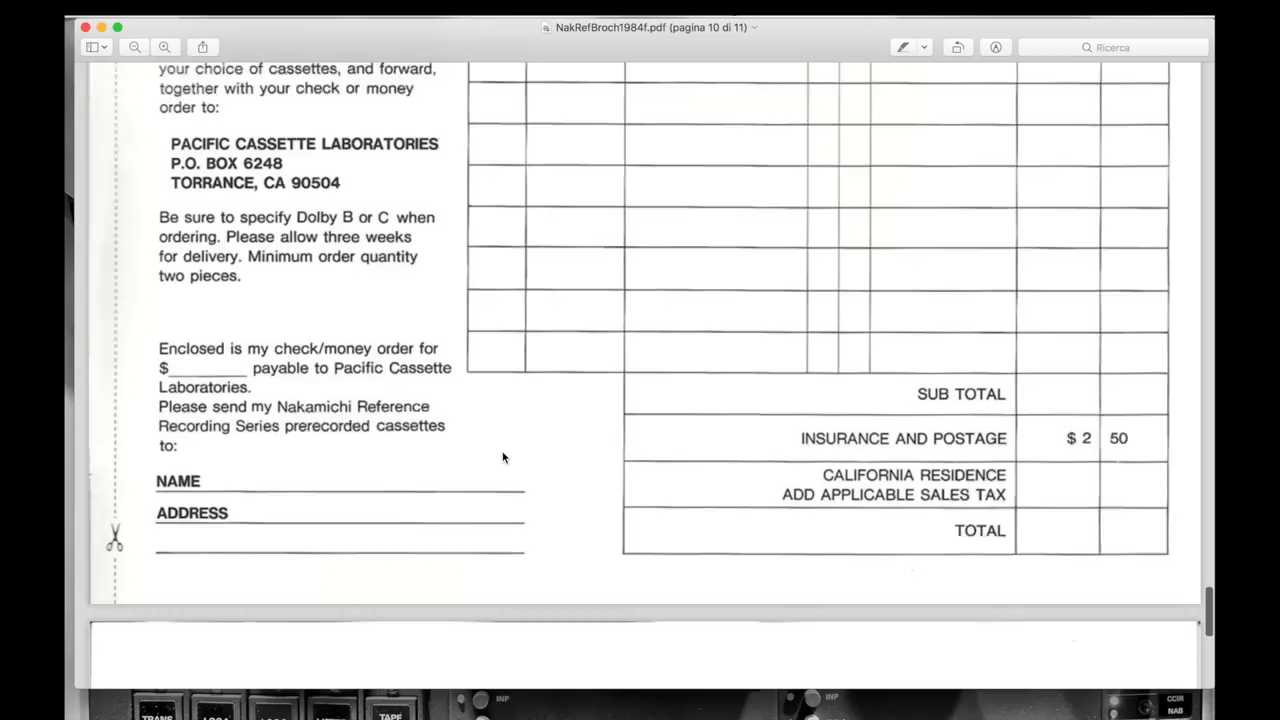 NakRefBroch1984f.pdf (pagina 10 di 11)
Ricerca
your choice of cassettes, and forward,
together with your check or money
order to:
PACIFIC CASSETTE LABORATORIES
P.O. BOX 6248
TORRANCE, CA 90504
Be sure to specify Dolby B or C when
ordering. Please allow three weeks
for delivery. Minimum order quantity
two pieces.
Enclosed is my check/money order for
$_________ payable to Pacific Cassette
Laboratories.
Please send my Nakamichi Reference
Recording Series prerecorded cassettes
to:
NAME
ADDRESS
SUB TOTAL
INSURANCE AND POSTAGE $ 2 50
CALIFORNIA RESIDENCE
ADD APPLICABLE SALES TAX
TOTAL
TRANS
TAPE
INP
INP
CCIR
NAB